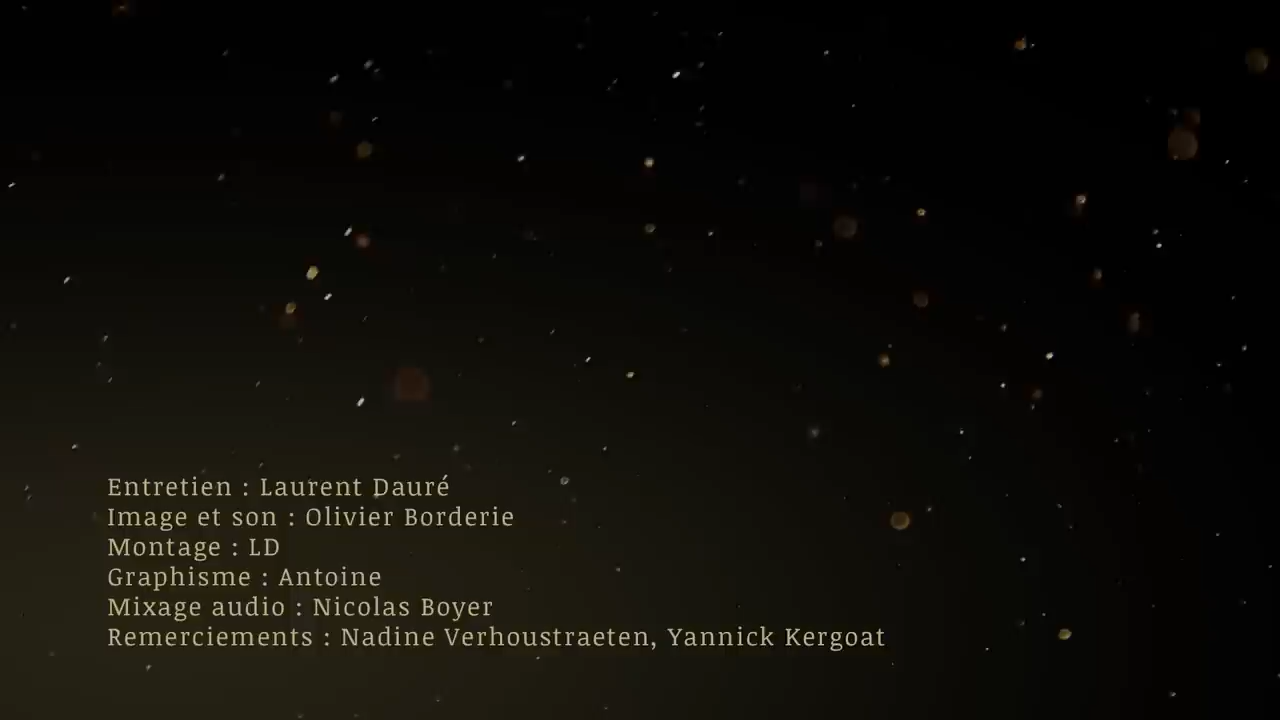 Entretien : Laurent Dauré
Image et son : Olivier Borderie
Montage : LD
Graphisme : Antoine
Mixage audio : Nicolas Boyer
Remerciements : Nadine Verhoustraeten, Yannick Kergoat